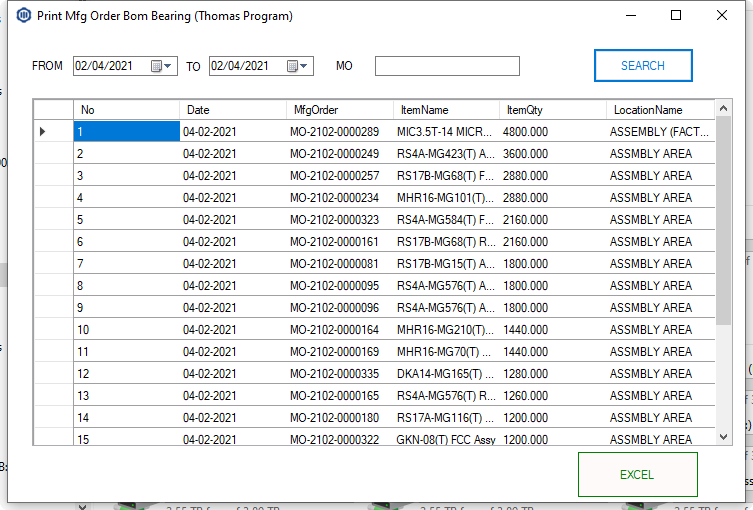 Print Mfg Order Bom Bearing (Thomas Program)
FROM 02/04/2021 TO 02/04/2021 MO SEARCH
No Date MfgOrder ItemName ItemQty LocationName
1 04-02-2021 MO-2102-0000289 MIC3.5T-14 MICR... 4800.000 ASSEMBLY (FACT...
2 04-02-2021 MO-2102-0000249 RS4A-MG423(T) A... 3600.000 ASSMBLY AREA
3 04-02-2021 MO-2102-0000257 RS17B-MG68(T) F... 2880.000 ASSMBLY AREA
4 04-02-2021 MO-2102-0000234 MHR16-MG101(T)... 2880.000 ASSMBLY AREA
5 04-02-2021 MO-2102-0000323 RS4A-MG584(T) F... 2160.000 ASSMBLY AREA
6 04-02-2021 MO-2102-0000161 RS17B-MG68(T) R... 2160.000 ASSMBLY AREA
7 04-02-2021 MO-2102-0000081 RS17B-MG15(T) A... 1800.000 ASSMBLY AREA
8 04-02-2021 MO-2102-0000095 RS4A-MG576(T) A... 1800.000 ASSMBLY AREA
9 04-02-2021 MO-2102-0000096 RS4A-MG576(T) A... 1800.000 ASSMBLY AREA
10 04-02-2021 MO-2102-0000164 MHR16-MG210(T)... 1440.000 ASSMBLY AREA
11 04-02-2021 MO-2102-0000169 MHR16-MG70(T) ... 1440.000 ASSMBLY AREA
12 04-02-2021 MO-2102-0000335 DKA14-MG165(T) ... 1280.000 ASSMBLY AREA
13 04-02-2021 MO-2102-0000165 RS4A-MG576(T) R... 1260.000 ASSMBLY AREA
14 04-02-2021 MO-2102-0000180 RS17A-MG116(T) ... 1200.000 ASSMBLY AREA
15 04-02-2021 MO-2102-0000322 GKN-08(T) FCC Assy 1200.000 ASSMBLY AREA
EXCEL